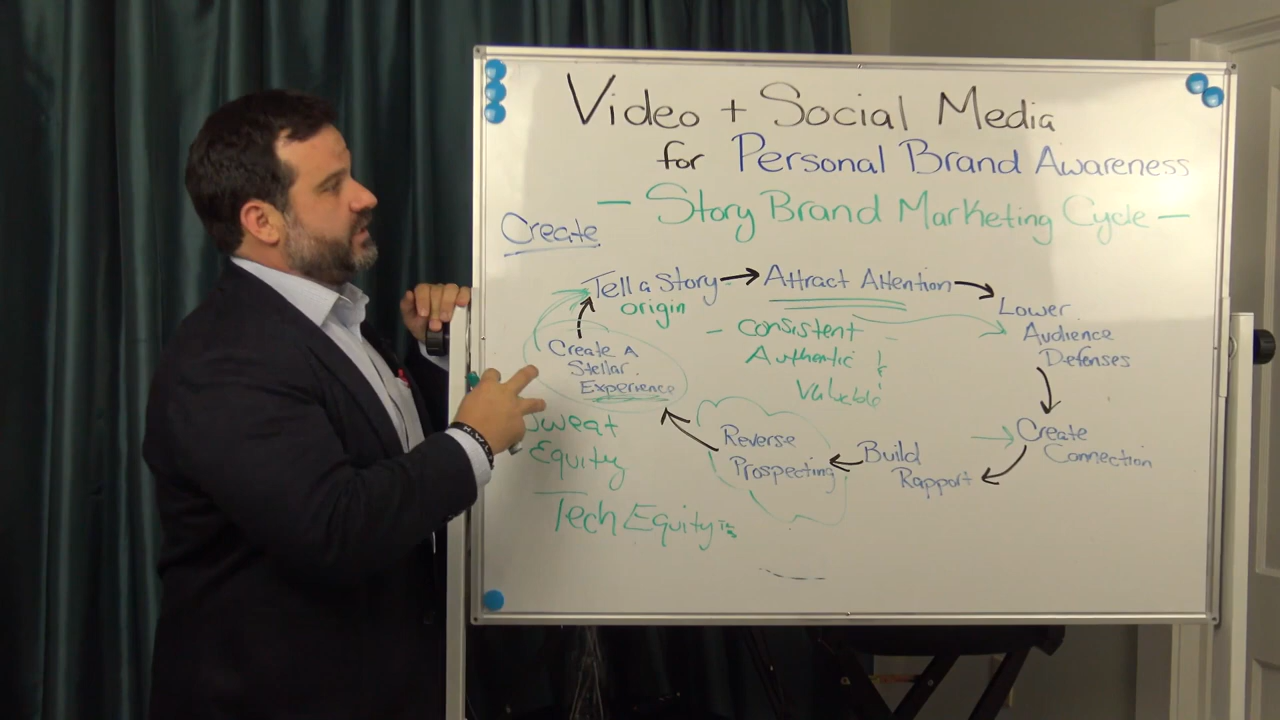 Video + Social Media
for Personal Brand Awareness
- Story Brand Marketing Cycle -
Create
Tell a Story
origin
Attract Attention
- Consistent -
Authentic
Valuable
Lower
Audience
Defenses
Create
Connection
Build
Rapport
Reverse
Prospecting
Create A
Stellar
Experience
Sweat
Equity
Tech Equity